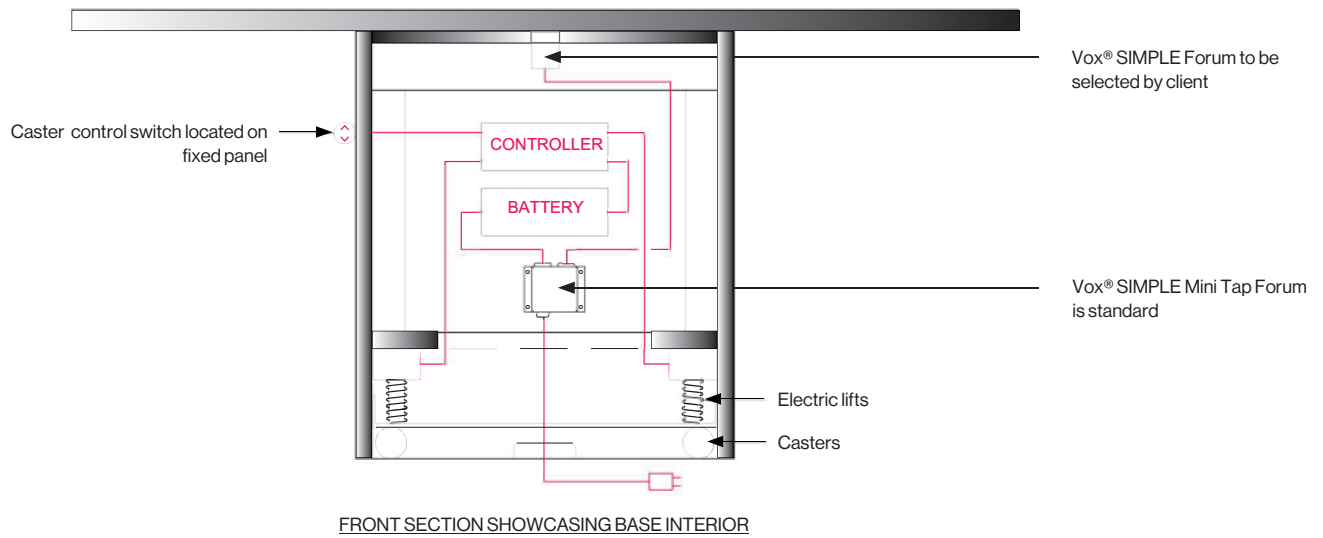 Vox® SIMPLE Forum to be
selected by client
Caster control switch located on
fixed panel
CONTROLLER
BATTERY
Vox® SIMPLE Mini Tap Forum
is standard
Electric lifts
Casters
FRONT SECTION SHOWCASING BASE INTERIOR